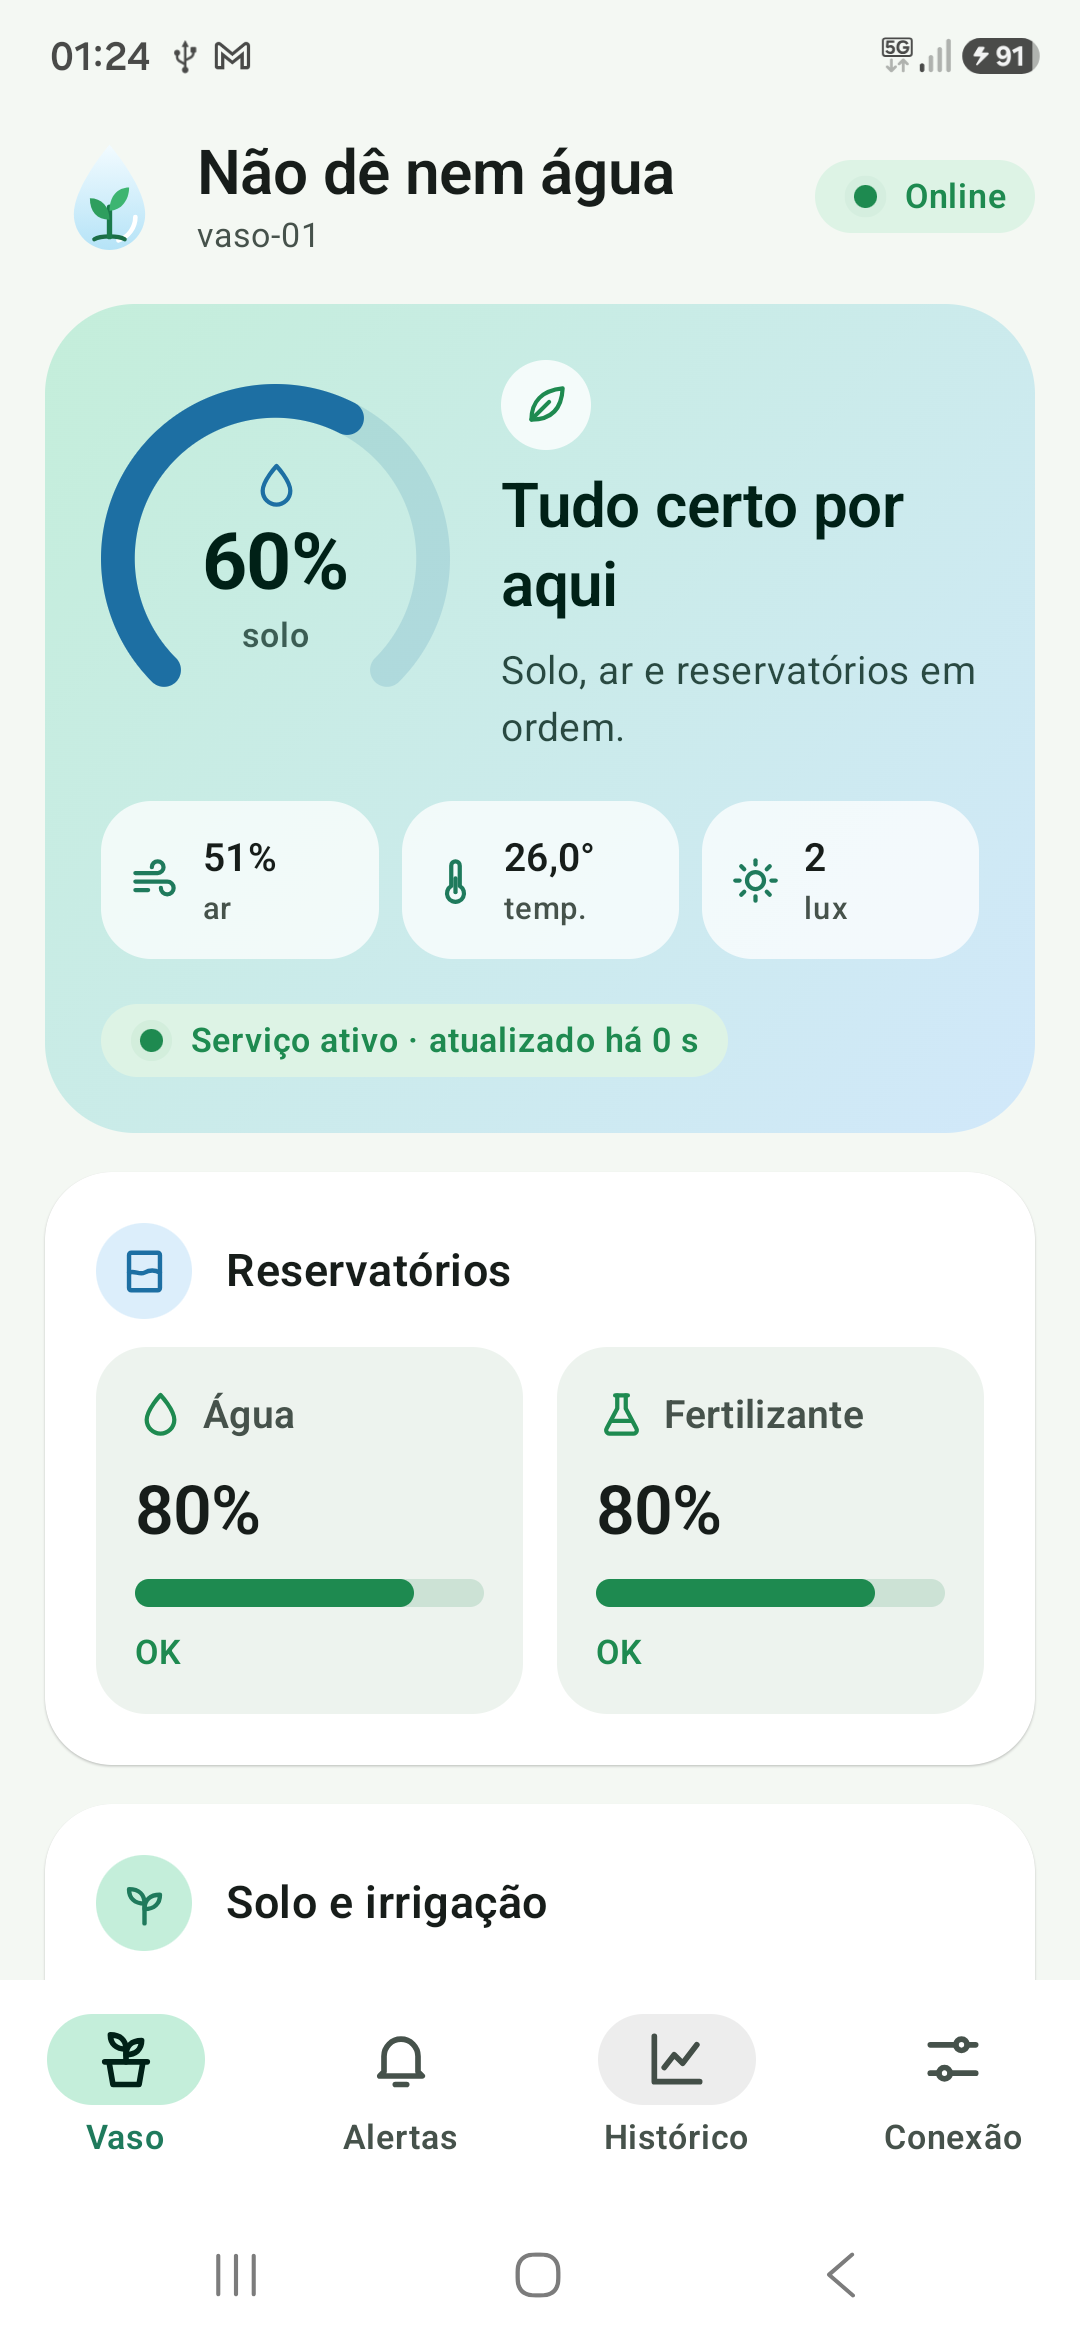 01:24
5G
91
Não dê nem água
vaso-01
Online
60%
solo
Tudo certo por
aqui
Solo, ar e reservatórios em
ordem.
51%
ar
26,0°
temp.
2
lux
Serviço ativo · atualizado há 0 s
Reservatórios
Água
80%
OK
Fertilizante
80%
OK
Solo e irrigação
Vaso
Alertas
Histórico
Conexão